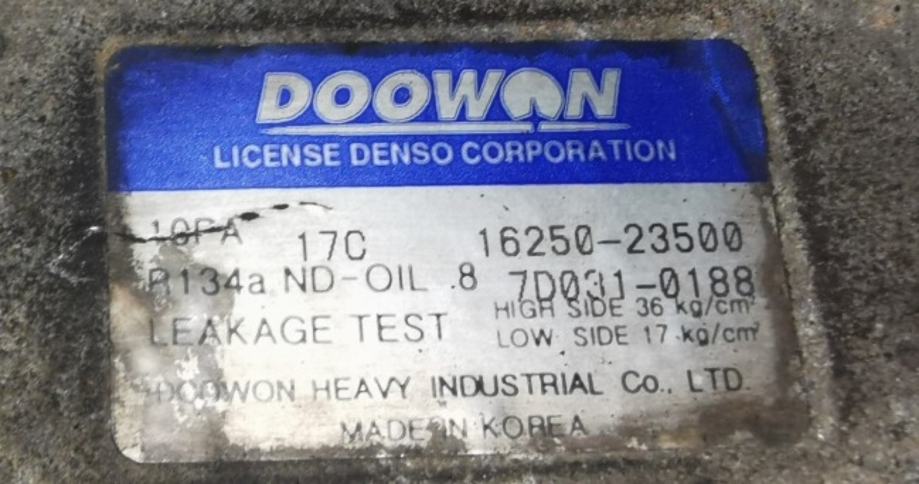 DOOWON
LICENSE DENSO CORPORATION
10PA 17C 16250-23500
R134a ND-OIL .8 7D031-0188
HIGH SIDE 36 kg/cm²
LEAKAGE TEST LOW SIDE 17 kg/cm²
DOOWON HEAVY INDUSTRIAL Co., LTD.
MADE IN KOREA